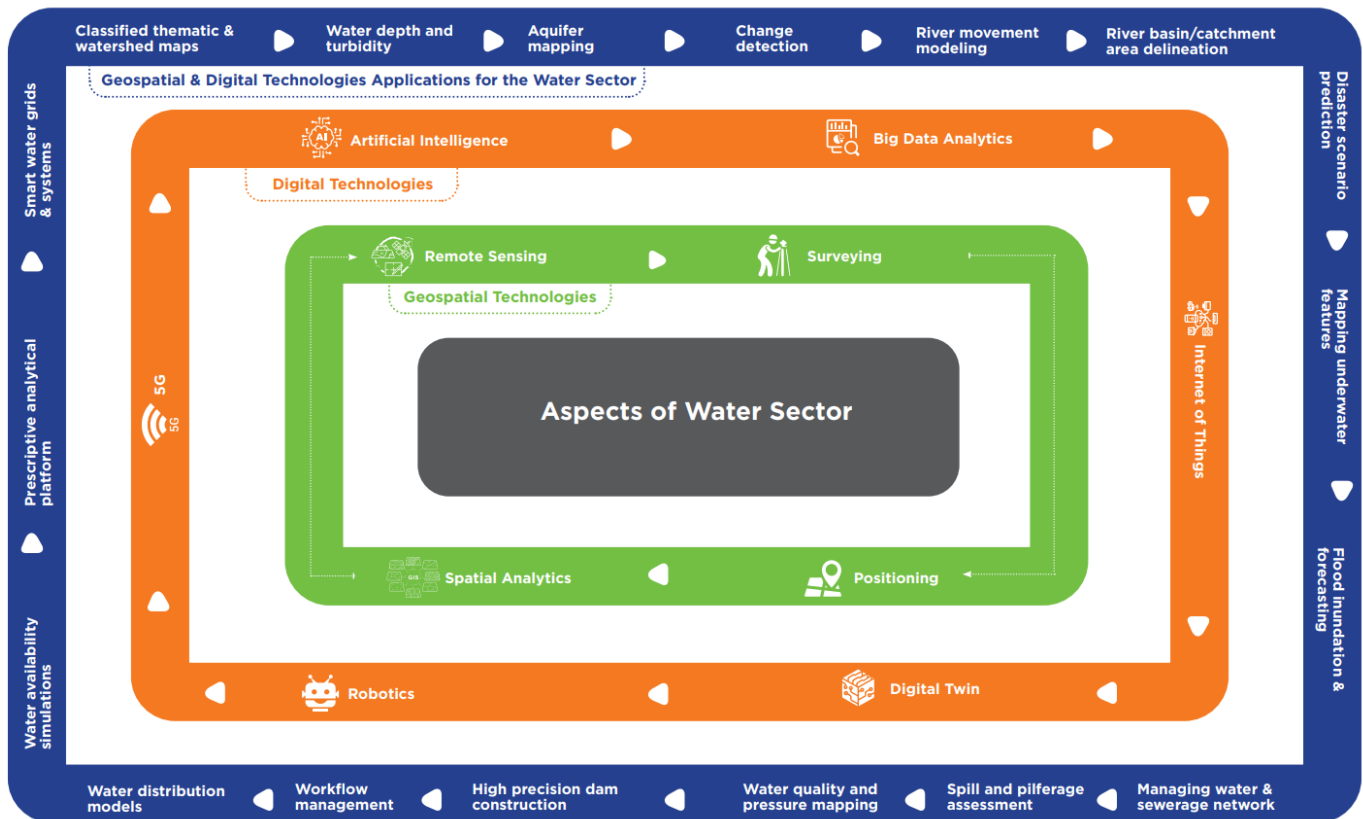 Classified thematic &
watershed maps
Water depth and
turbidity
Aquifer
mapping
Change
detection
River movement
modeling
River basin/catchment
area delineation
Geospatial & Digital Technologies Applications for the Water Sector
Disaster scenario
prediction
Mapping underwater
features
Flood inundation &
forecasting
Managing water &
sewerage network
Spill and pilferage
assessment
Water quality and
pressure mapping
High precision dam
construction
Workflow
management
Water distribution
models
Water availability
simulations
Prescriptive analytical
platform
Smart water grids
& systems
AI
Artificial Intelligence
Big Data Analytics
Digital Technologies
Internet of Things
Digital Twin
Robotics
5G
5G
Remote Sensing
Surveying
Geospatial Technologies
Positioning
GIS
Spatial Analytics
Aspects of Water Sector